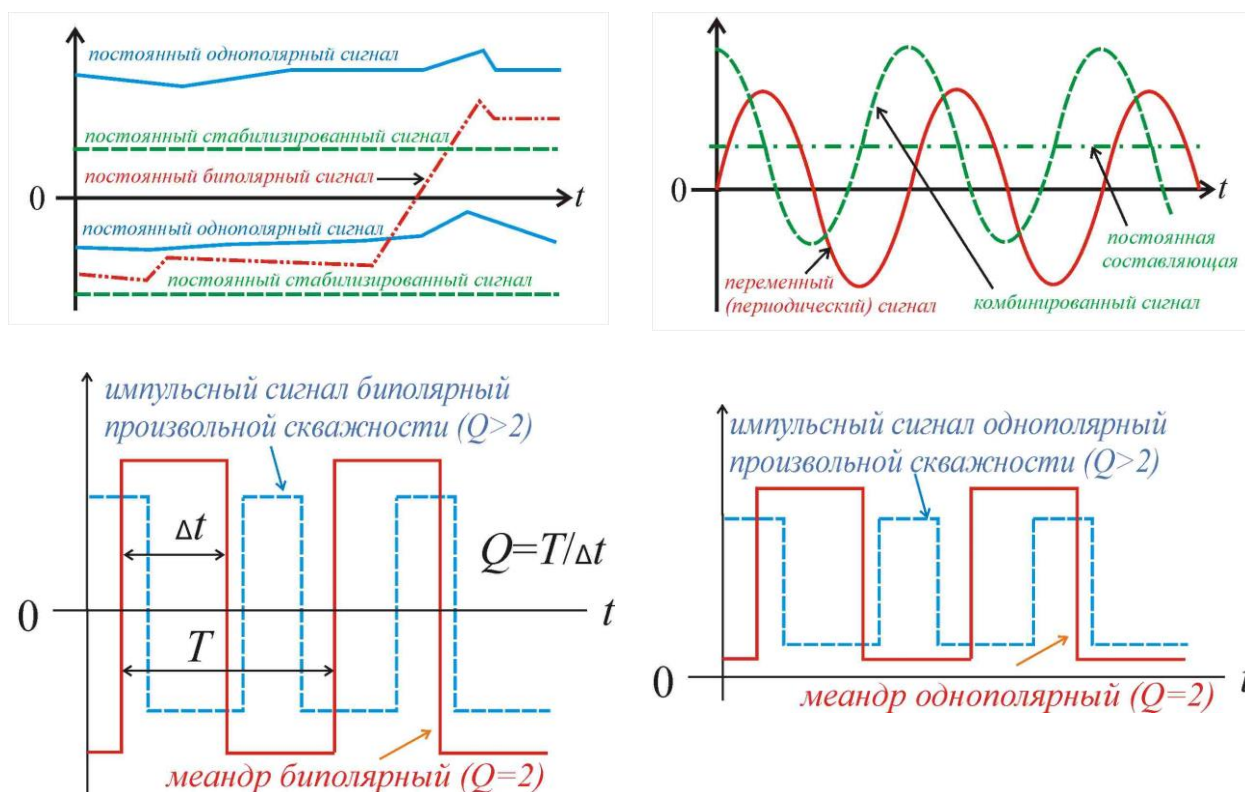 постоянный однополярный сигнал
постоянный стабилизированный сигнал
постоянный биполярный сигнал
0
t
постоянный однополярный сигнал
постоянный стабилизированный сигнал
0
t
постоянная
составляющая
переменный
(периодический) сигнал
комбинированный сигнал
импульсный сигнал биполярный
произвольной скважности (Q>2)
Δt
Q=T/Δt
0
t
T
меандр биполярный (Q=2)
импульсный сигнал однополярный
произвольной скважности (Q>2)
0
t
меандр однополярный (Q=2)